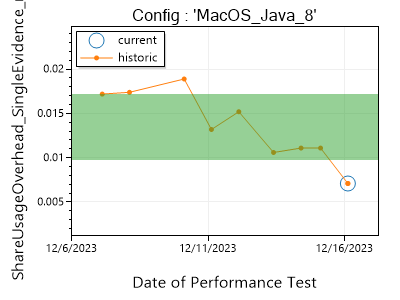 Config : 'MacOS_Java_8'
current
historic
0.02
0.015
0.01
0.005
12/6/2023
12/11/2023
12/16/2023
Date of Performance Test
ShareUsageOverhead_SingleEvidence_